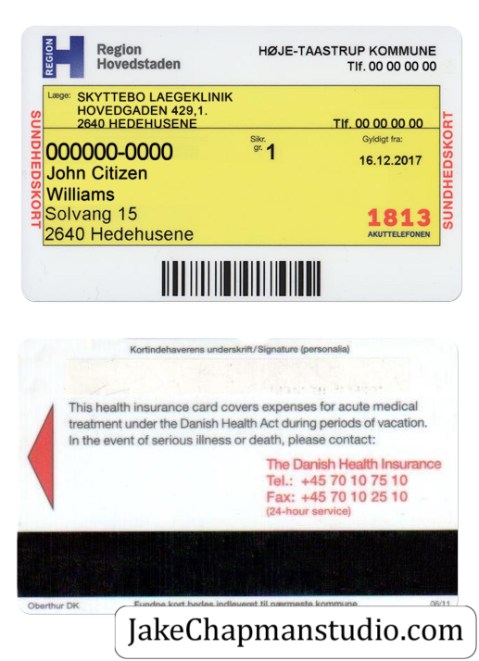 REGION H
Region
Hovedstaden
HØJE-TAASTRUP KOMMUNE
Tlf. 00 00 00 00
Læge: SKYTTEBO LAEGEKLINIK
HOVEDGADEN 429,1.
2640 HEDEHUSENE Tlf. 00 00 00 00
SUNDHEDSKORT
000000-0000 Sikr. gr. 1 Gyldigt fra:
16.12.2017
John Citizen
Williams
Solvang 15
2640 Hedehusene
1813
AKUTTELEFONEN
SUNDHEDSKORT
Kortindehaverens underskrift/Signature (personalia)
This health insurance card covers expenses for acute medical
treatment under the Danish Health Act during periods of vacation.
In the event of serious illness or death, please contact:
The Danish Health Insurance
Tel.: +45 70 10 75 10
Fax: +45 70 10 25 10
(24-hour service)
Oberthur DK Fundne kort bedes indleveret til nærmeste kommune 06/11
JakeChapmanstudio.com